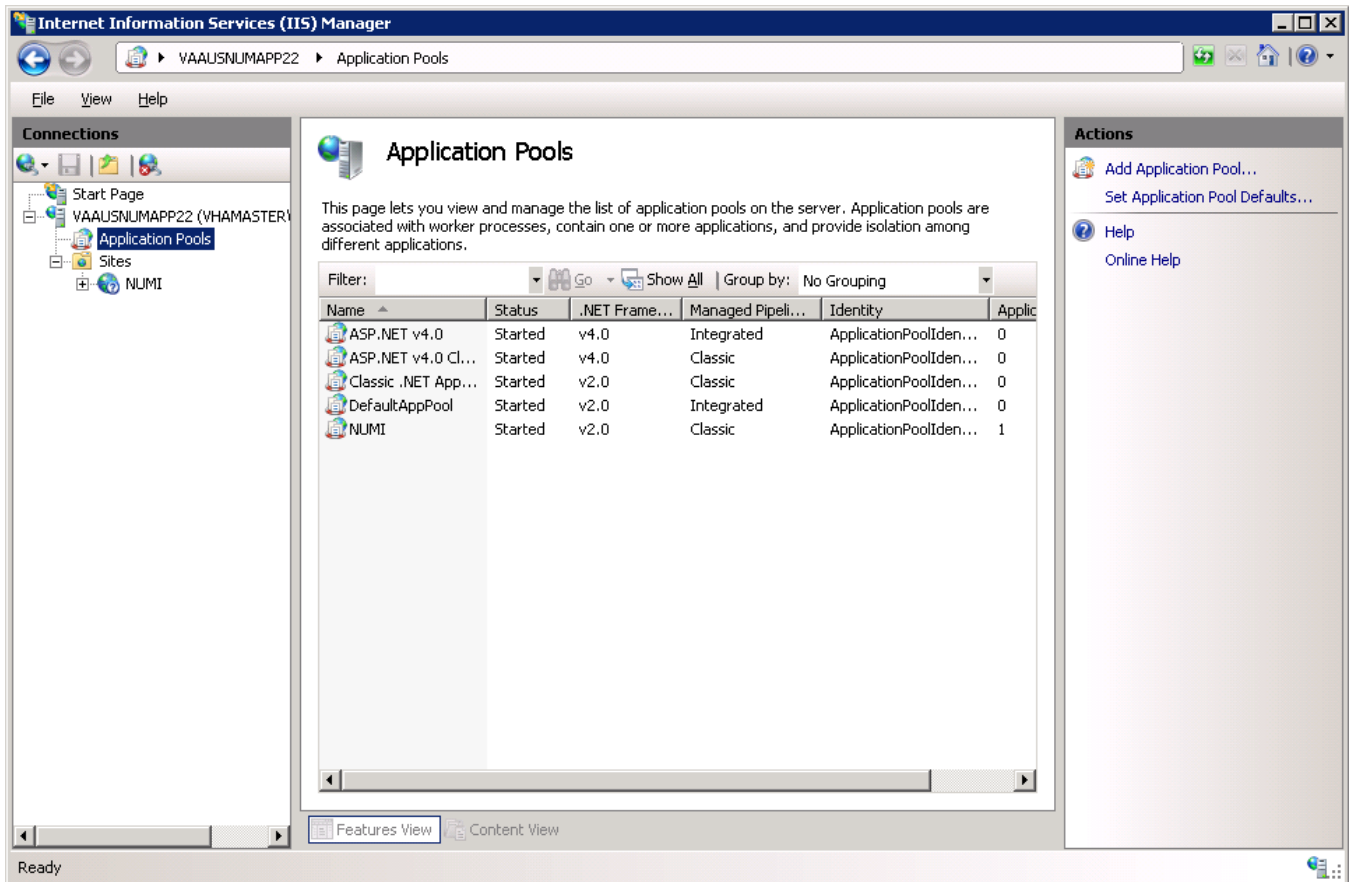 Internet Information Services (IIS) Manager
VAAUSNUMAPP22 Application Pools
File View Help
Connections
Start Page
VAAUSNUMAPP22 (VHAMASTER\
Application Pools
Sites
NUMI
Application Pools
This page lets you view and manage the list of application pools on the server. Application pools are
associated with worker processes, contain one or more applications, and provide isolation among
different applications.
Filter: Go Show All Group by: No Grouping
Name Status .NET Frame... Managed Pipeli... Identity Applic
ASP.NET v4.0 Started v4.0 Integrated ApplicationPoolIden... 0
ASP.NET v4.0 Cl... Started v4.0 Classic ApplicationPoolIden... 0
Classic .NET App... Started v2.0 Classic ApplicationPoolIden... 0
DefaultAppPool Started v2.0 Integrated ApplicationPoolIden... 0
NUMI Started v2.0 Classic ApplicationPoolIden... 1
Features View Content View
Actions
Add Application Pool...
Set Application Pool Defaults...
Help
Online Help
Ready